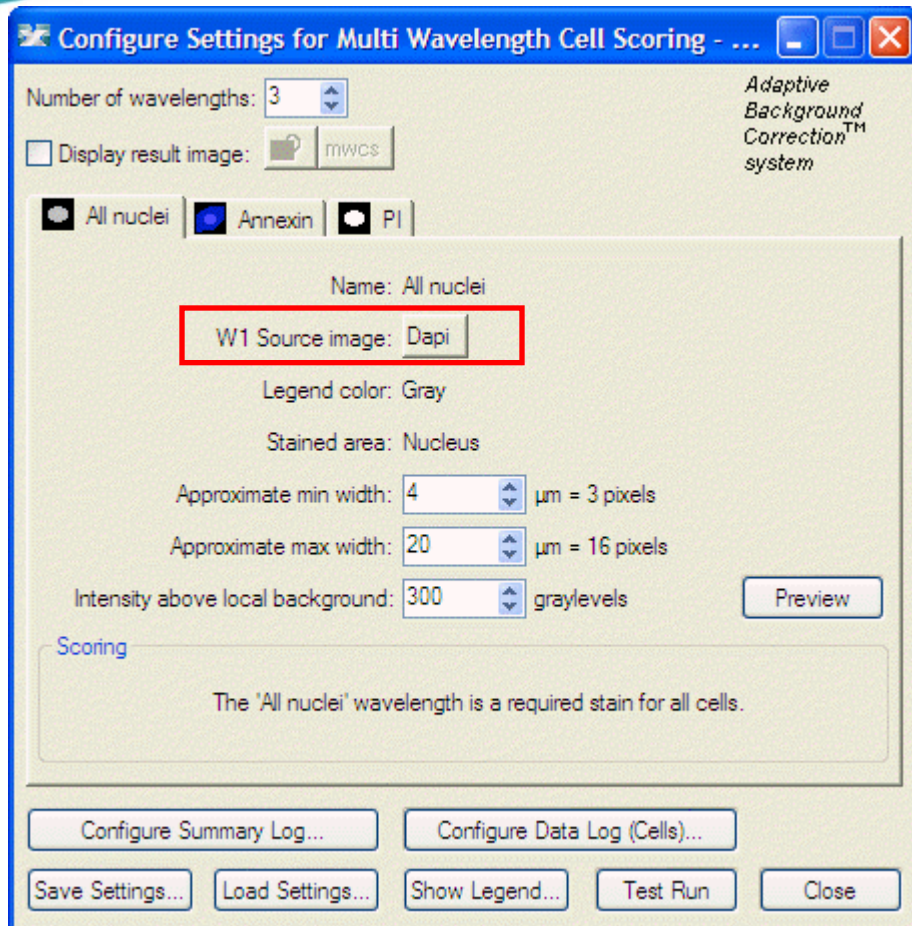 Configure Settings for Multi Wavelength Cell Scoring - ...
Number of wavelengths: 3
Adaptive
Background
Correction™
system
Display result image: mwcs
All nuclei Annexin PI
Name: All nuclei
W1 Source image: Dapi
Legend color: Gray
Stained area: Nucleus
Approximate min width: 4 µm = 3 pixels
Approximate max width: 20 µm = 16 pixels
Intensity above local background: 300 graylevels Preview
Scoring
The 'All nuclei' wavelength is a required stain for all cells.
Configure Summary Log... Configure Data Log (Cells)...
Save Settings... Load Settings... Show Legend... Test Run Close